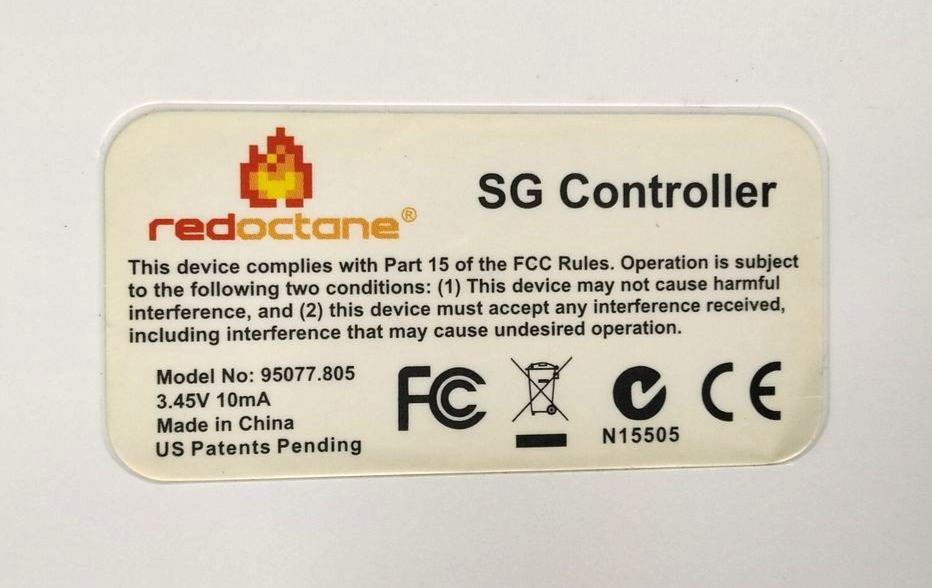 redoctane®
SG Controller
This device complies with Part 15 of the FCC Rules. Operation is subject
to the following two conditions: (1) This device may not cause harmful
interference, and (2) this device must accept any interference received,
including interference that may cause undesired operation.
Model No: 95077.805
3.45V 10mA
Made in China
US Patents Pending
FC CE
N15505